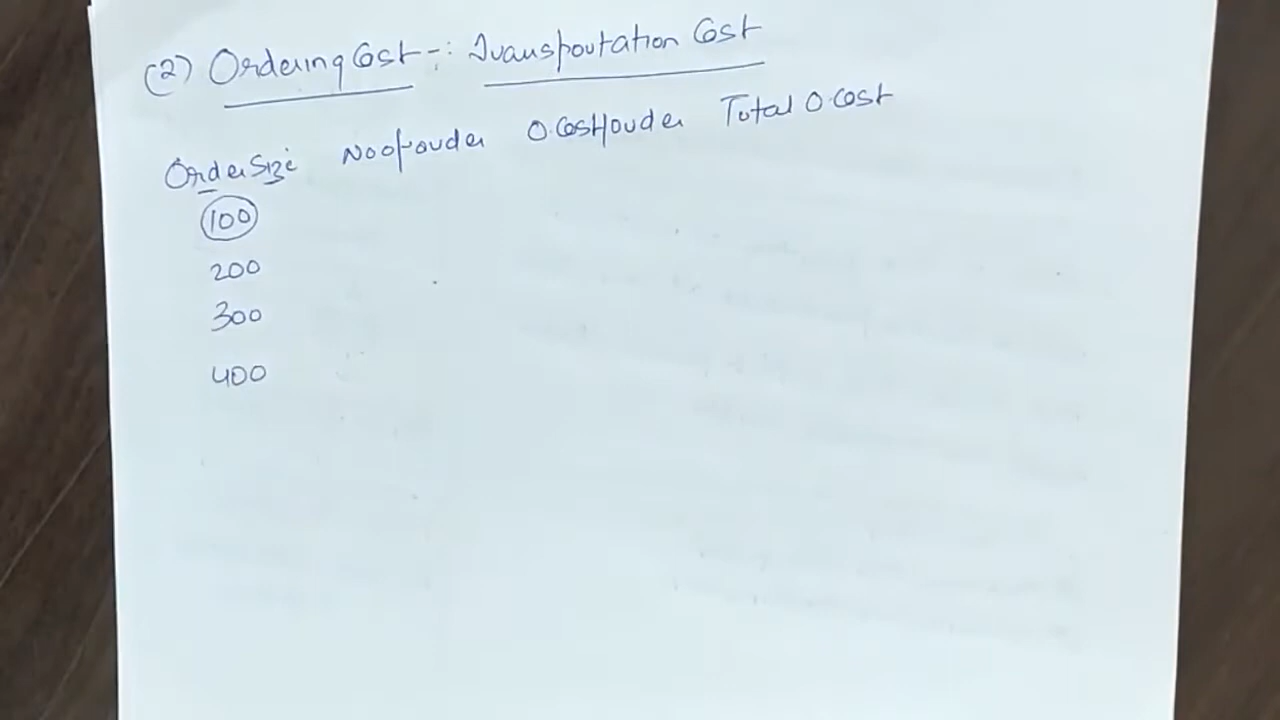 (2) Ordering Cost -: Transportation Cost
Order Size No of order O.Cost/order Total O.Cost
100
200
300
400